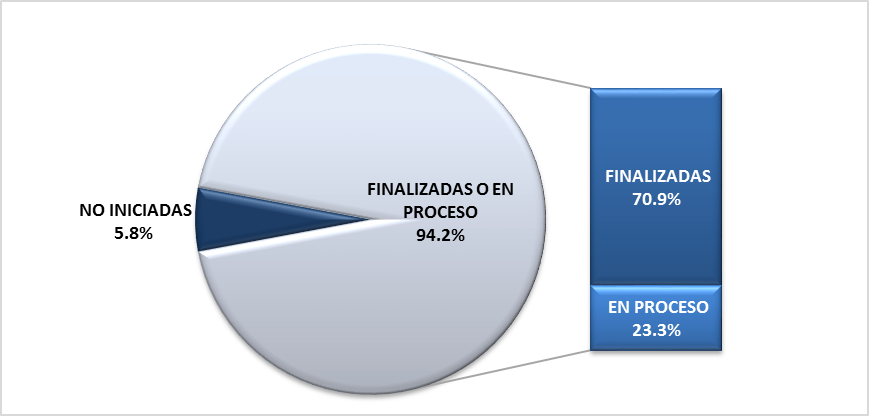 NO INICIADAS
5.8%
FINALIZADAS O EN
PROCESO
94.2%
FINALIZADAS
70.9%
EN PROCESO
23.3%